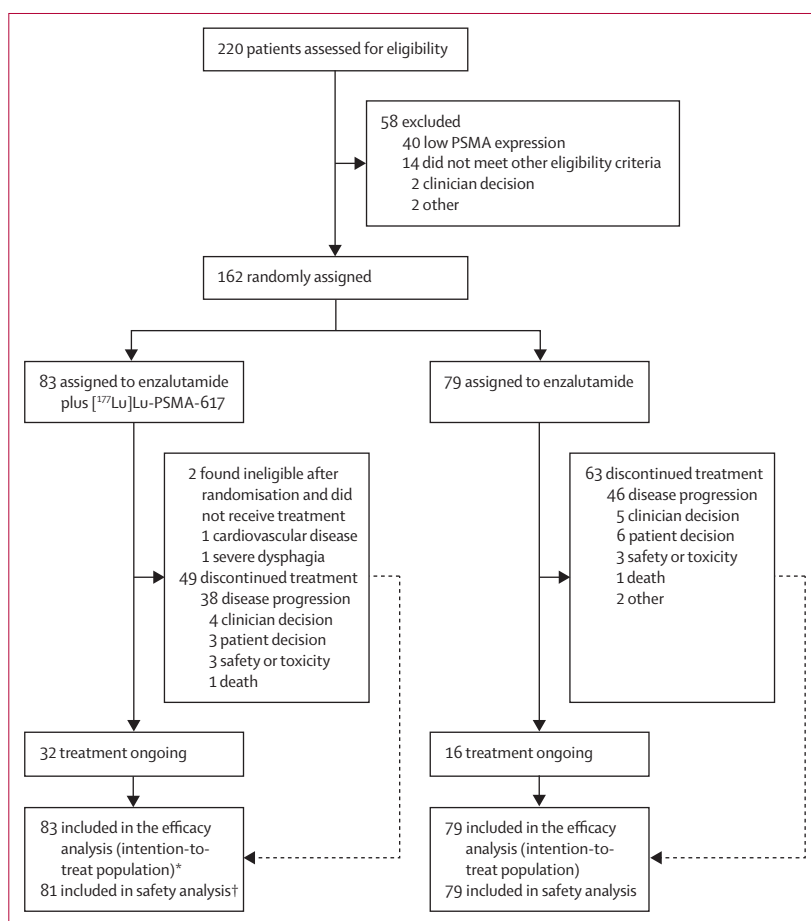 220 patients assessed for eligibility
58 excluded
40 low PSMA expression
14 did not meet other eligibility criteria
2 clinician decision
2 other
162 randomly assigned
83 assigned to enzalutamide
plus [¹⁷⁷Lu]Lu-PSMA-617
79 assigned to enzalutamide
2 found ineligible after
randomisation and did
not receive treatment
1 cardiovascular disease
1 severe dysphagia
49 discontinued treatment
38 disease progression
4 clinician decision
3 patient decision
3 safety or toxicity
1 death
63 discontinued treatment
46 disease progression
5 clinician decision
6 patient decision
3 safety or toxicity
1 death
2 other
32 treatment ongoing
16 treatment ongoing
83 included in the efficacy
analysis (intention-to-
treat population)*
81 included in safety analysis†
79 included in the efficacy
analysis (intention-to-
treat population)
79 included in safety analysis